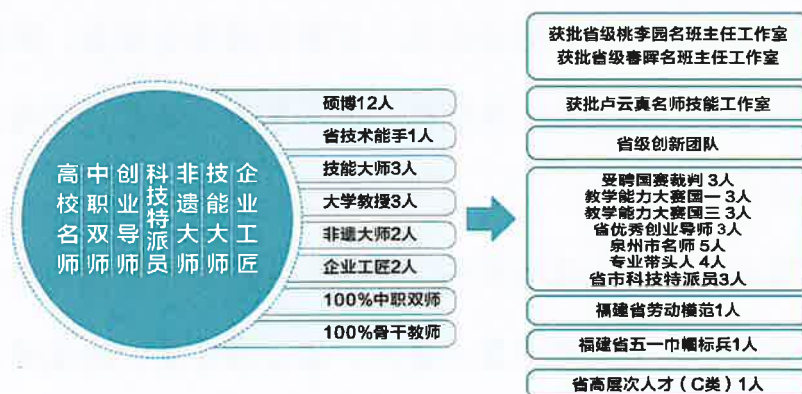 高校名师
中职双师
创业导师
科技特派员
非遗大师
技能大师
企业工匠
硕博12人
省技术能手1人
技能大师3人
大学教授3人
非遗大师2人
企业工匠2人
100%中职双师
100%骨干教师
获批省级桃李园名班主任工作室
获批省级春晖名班主任工作室
获批卢云真名师技能工作室
省级创新团队
受聘国赛裁判 3人
教学能力大赛国一 3人
教学能力大赛国三 3人
省优秀创业导师 3人
泉州市名师 5人
专业带头人 4人
省市科技特派员3人
福建省劳动模范1人
福建省五一巾帼标兵1人
省高层次人才（C类）1人